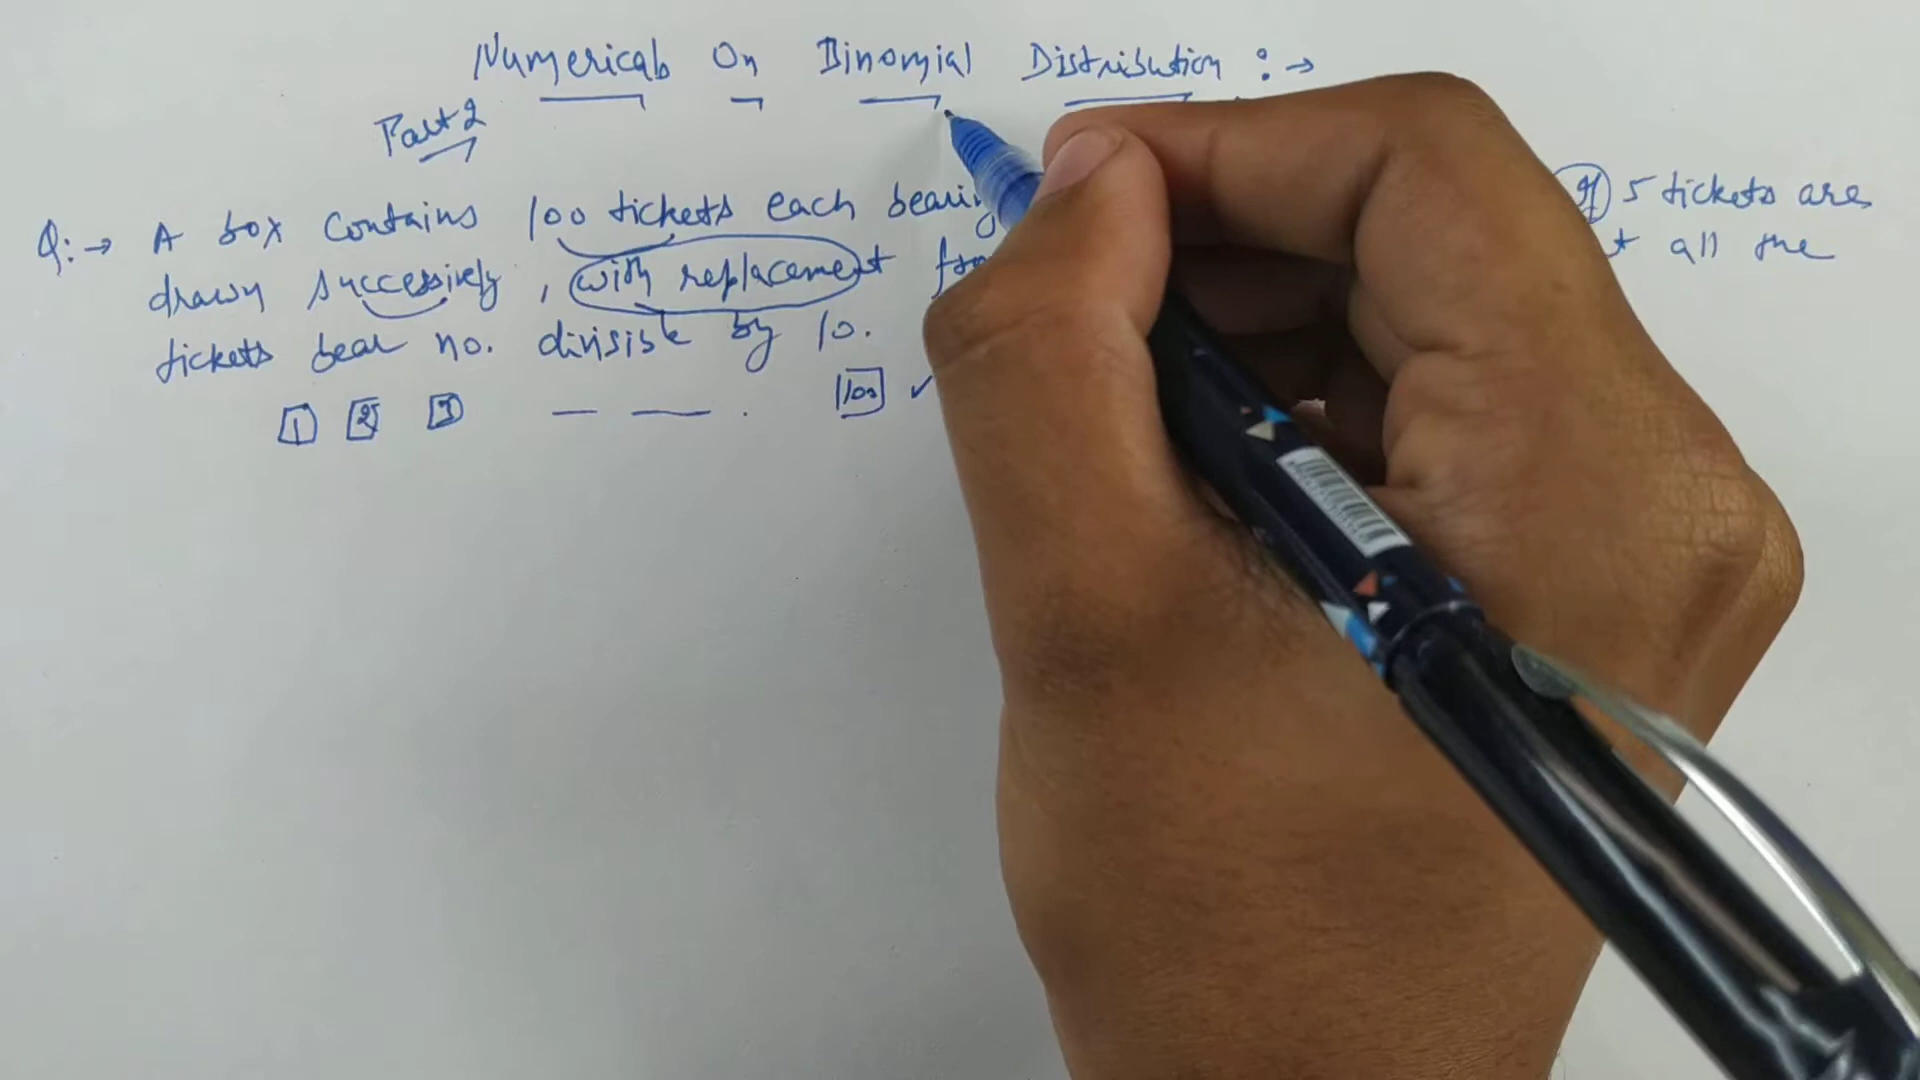 Numericals On Binomial Distribution :→
Part 2
Q:→ A box contains 100 tickets each bearing If 5 tickets are
drawn successively, with replacement all the
tickets bear no. divisible by 10.
1 2 3 — — . 100 ✓